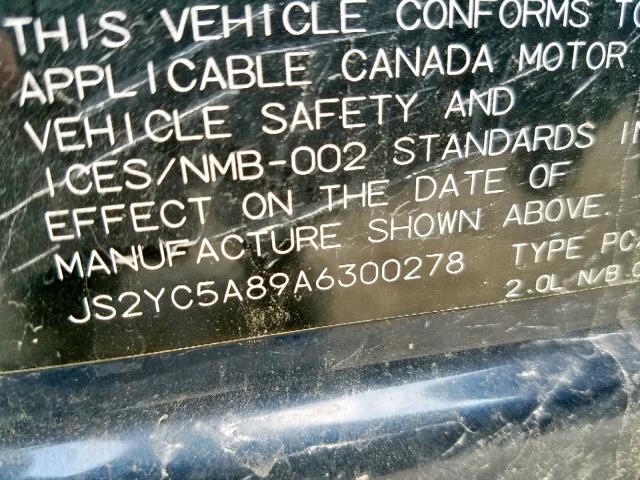 THIS VEHICLE CONFORMS TO
APPLICABLE CANADA MOTOR
VEHICLE SAFETY AND
ICES/NMB-002 STANDARDS IN
EFFECT ON THE DATE OF
MANUFACTURE SHOWN ABOVE.
JS2YC5A89A6300278 TYPE PC
2.0L N/B